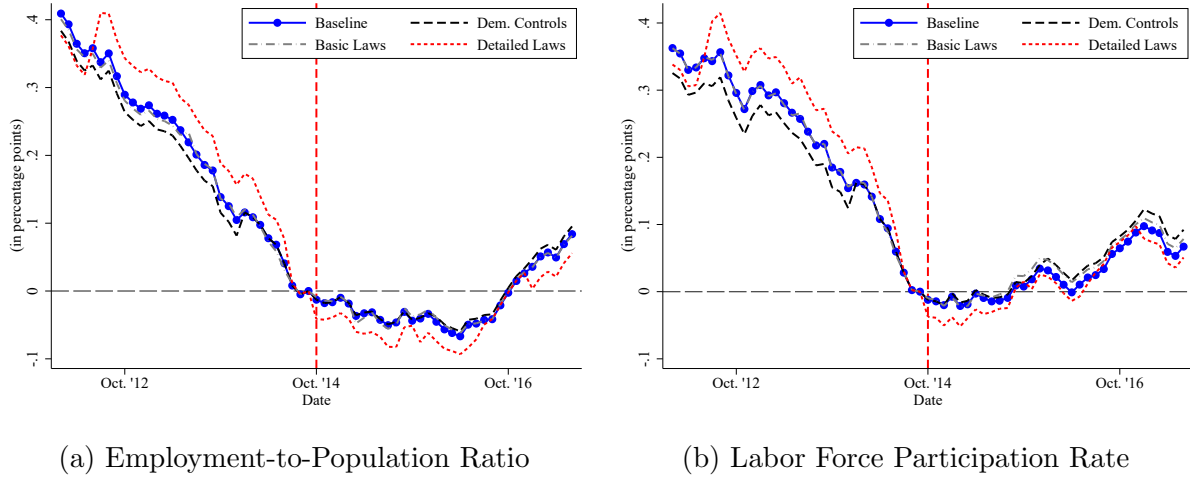 Baseline
Dem. Controls
Basic Laws
Detailed Laws
.4
.3
.2
.1
0
-.1
(in percentage points)
Oct. '12
Oct. '14
Oct. '16
Date
(a) Employment-to-Population Ratio
Baseline
Dem. Controls
Basic Laws
Detailed Laws
.4
.3
.2
.1
0
-.1
(in percentage points)
Oct. '12
Oct. '14
Oct. '16
Date
(b) Labor Force Participation Rate